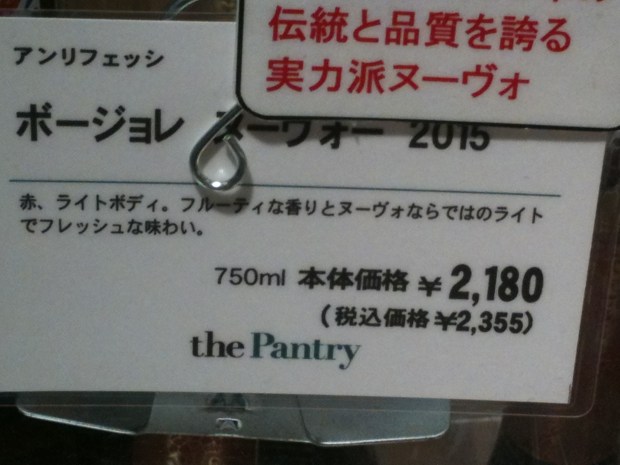 伝統と品質を誇る
実力派ヌーヴォ
アンリフェッシ
ボージョレ ヌーヴォー 2015
赤、ライトボディ。フルーティな香りとヌーヴォならではのライト
でフレッシュな味わい。
750ml 本体価格 ¥2,180
(税込価格¥2,355)
the Pantry